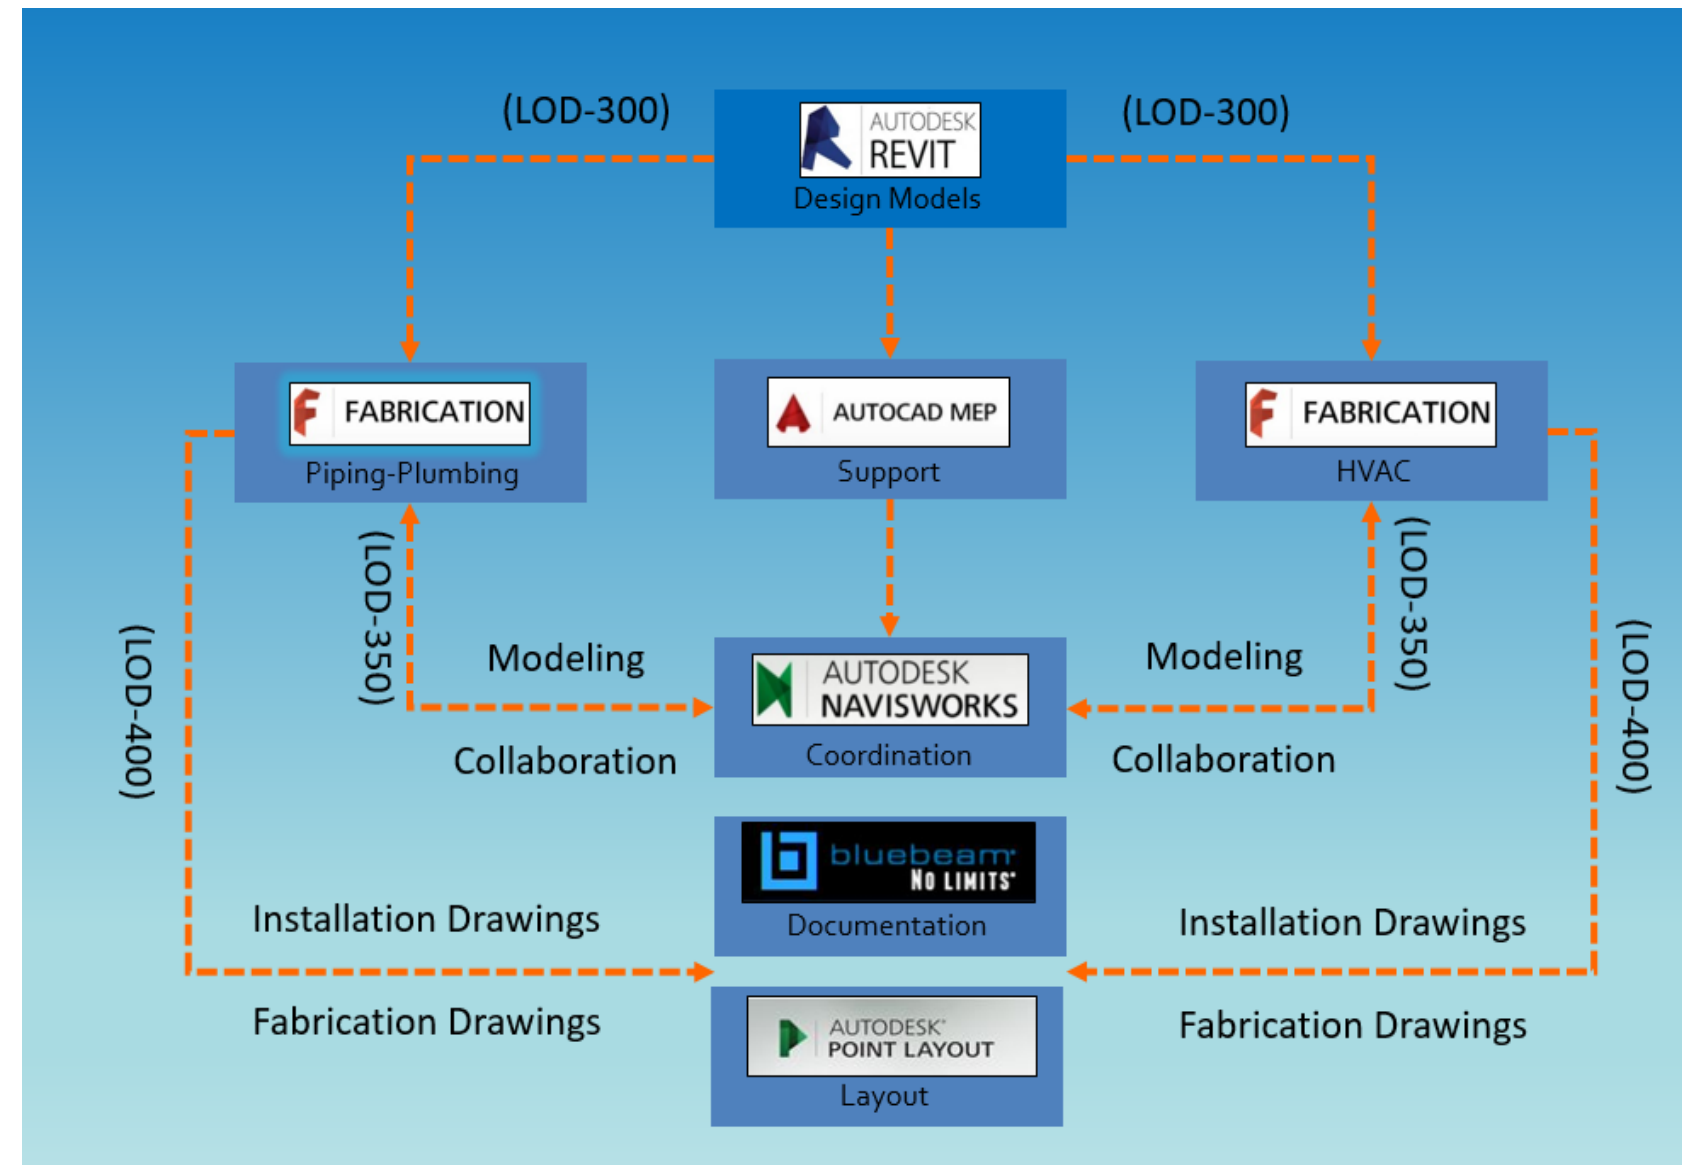 (LOD-300)
AUTODESK
REVIT
Design Models
(LOD-300)
FABRICATION
Piping-Plumbing
AUTOCAD MEP
Support
FABRICATION
HVAC
(LOD-400)
(LOD-350)
Modeling
Collaboration
AUTODESK
NAVISWORKS
Coordination
Modeling
Collaboration
(LOD-350)
(LOD-400)
bluebeam®
NO LIMITS®
Documentation
Installation Drawings
Fabrication Drawings
Installation Drawings
Fabrication Drawings
AUTODESK®
POINT LAYOUT
Layout